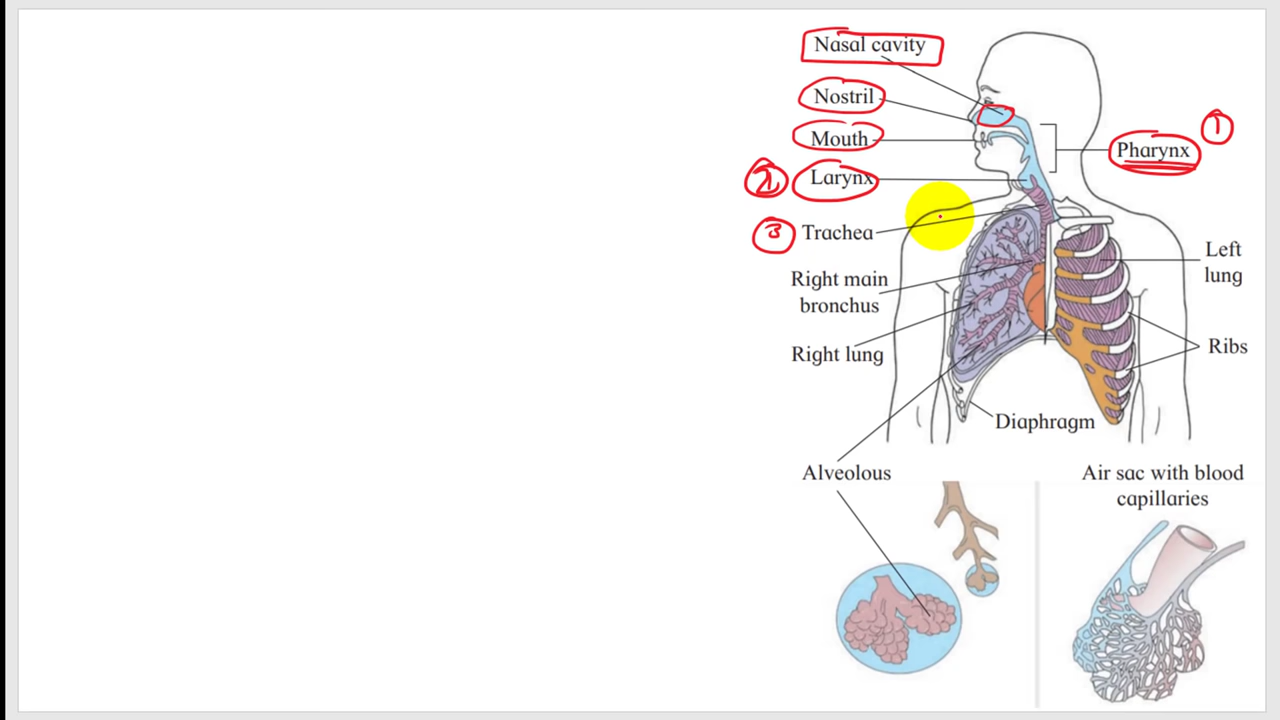 Nasal cavity
Nostril
Mouth
1
Pharynx
2
Larynx
3
Trachea
Right main
bronchus
Left
lung
Right lung
Ribs
Diaphragm
Alveolous
Air sac with blood
capillaries